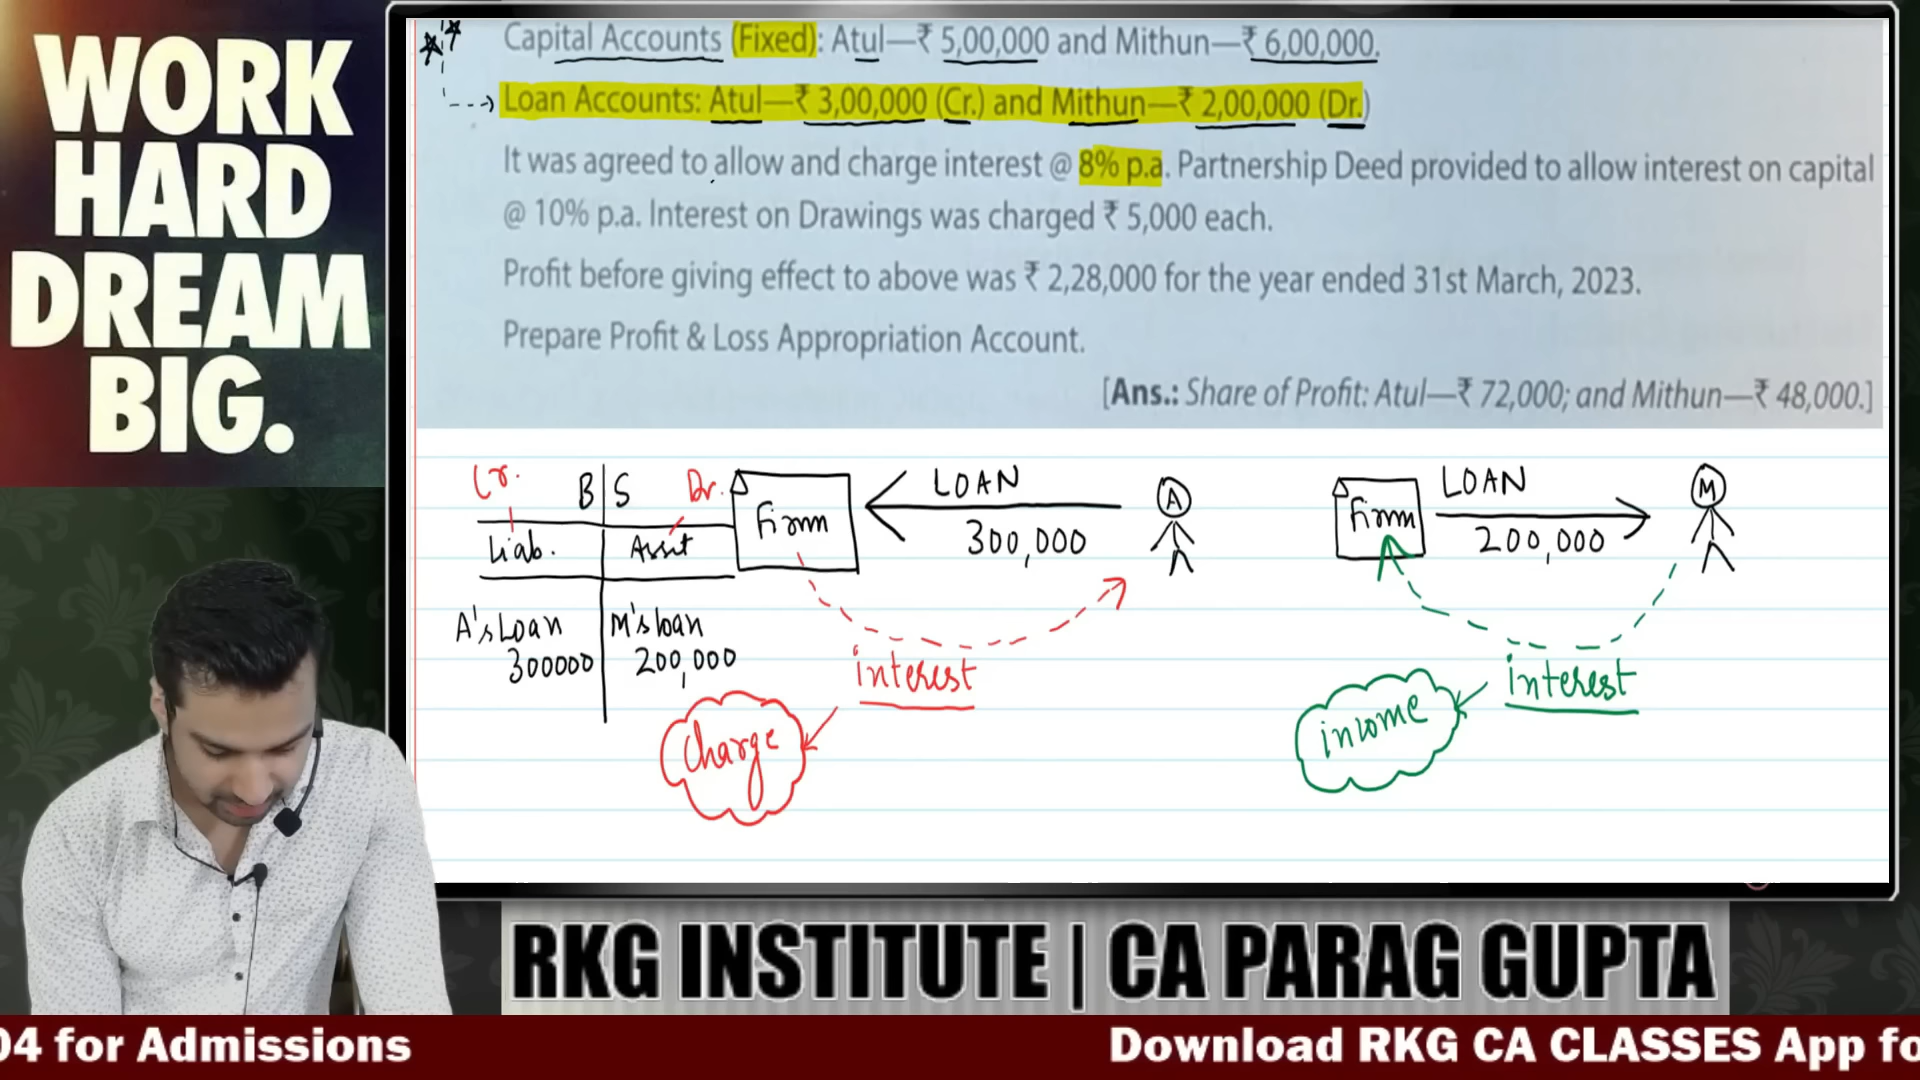 WORK
HARD
DREAM
BIG.
Capital Accounts (Fixed): Atul—₹ 5,00,000 and Mithun—₹ 6,00,000.
Loan Accounts: Atul—₹ 3,00,000 (Cr.) and Mithun—₹ 2,00,000 (Dr.)
It was agreed to allow and charge interest @ 8% p.a. Partnership Deed provided to allow interest on capital
@ 10% p.a. Interest on Drawings was charged ₹ 5,000 each.
Profit before giving effect to above was ₹ 2,28,000 for the year ended 31st March, 2023.
Prepare Profit & Loss Appropriation Account.
[Ans.: Share of Profit: Atul—₹ 72,000; and Mithun—₹ 48,000.]
Cr. B S Dr.
Liab. Asset
A's Loan M's loan
300000 200,000
Firm LOAN A
300,000
interest
charge
Firm LOAN M
200,000
interest
income
RKG INSTITUTE | CA PARAG GUPTA
04 for Admissions Download RKG CA CLASSES App fo